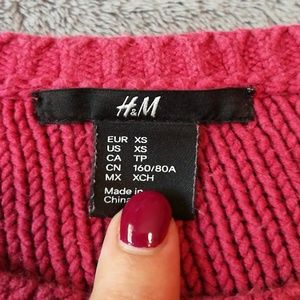 H&M
EUR XS
US XS
CA TP
CN 160/80A
MX XCH
Made in
China